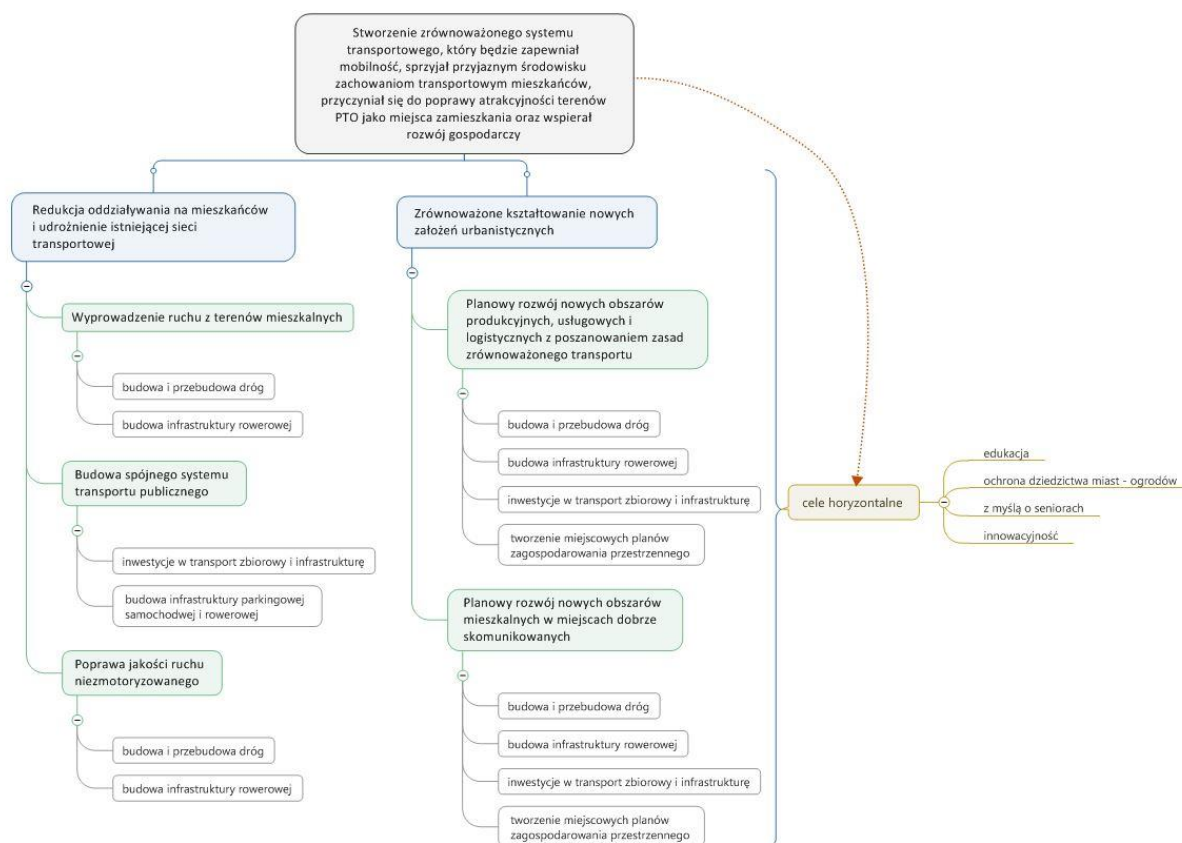 Stworzenie zrównoważonego systemu
transportowego, który będzie zapewniał
mobilność, sprzyjał przyjaznym środowisku
zachowaniom transportowym mieszkańców,
przyczyniał się do poprawy atrakcyjności terenów
PTO jako miejsca zamieszkania oraz wspierał
rozwój gospodarczy
Redukcja oddziaływania na mieszkańców
i udrożnienie istniejącej sieci
transportowej
Wyprowadzenie ruchu z terenów mieszkalnych
budowa i przebudowa dróg
budowa infrastruktury rowerowej
Budowa spójnego systemu
transportu publicznego
inwestycje w transport zbiorowy i infrastrukturę
budowa infrastruktury parkingowej
samochodwej i rowerowej
Poprawa jakości ruchu
niezmotoryzowanego
budowa i przebudowa dróg
budowa infrastruktury rowerowej
Zrównoważone kształtowanie nowych
założeń urbanistycznych
Planowy rozwój nowych obszarów
produkcyjnych, usługowych i
logistycznych z poszanowaniem zasad
zrównoważonego transportu
budowa i przebudowa dróg
budowa infrastruktury rowerowej
inwestycje w transport zbiorowy i infrastrukturę
tworzenie miejscowych planów
zagospodarowania przestrzennego
Planowy rozwój nowych obszarów
mieszkalnych w miejscach dobrze
skomunikowanych
budowa i przebudowa dróg
budowa infrastruktury rowerowej
inwestycje w transport zbiorowy i infrastrukturę
tworzenie miejscowych planów
zagospodarowania przestrzennego
cele horyzontalne
edukacja
ochrona dziedzictwa miast - ogrodów
z myślą o seniorach
innowacyjność